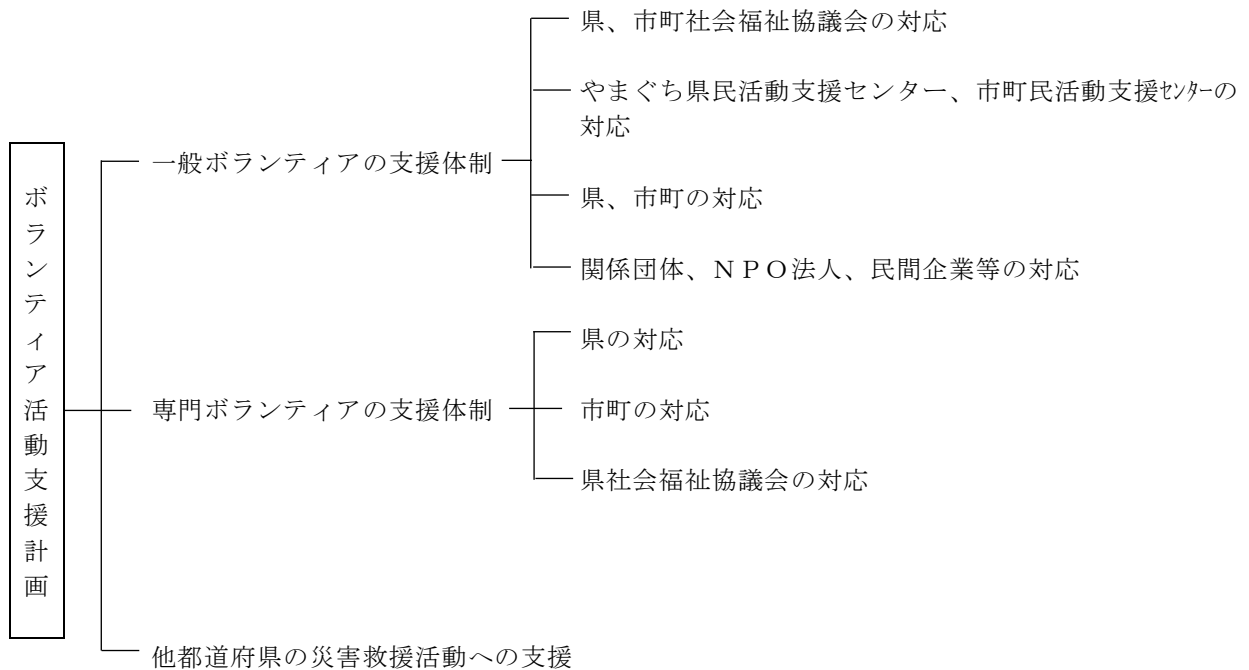 ボランティア活動支援計画
一般ボランティアの支援体制
県、市町社会福祉協議会の対応
やまぐち県民活動支援センター、市町民活動支援ｾﾝﾀｰの
対応
県、市町の対応
関係団体、ＮＰＯ法人、民間企業等の対応
専門ボランティアの支援体制
県の対応
市町の対応
県社会福祉協議会の対応
他都道府県の災害救援活動への支援